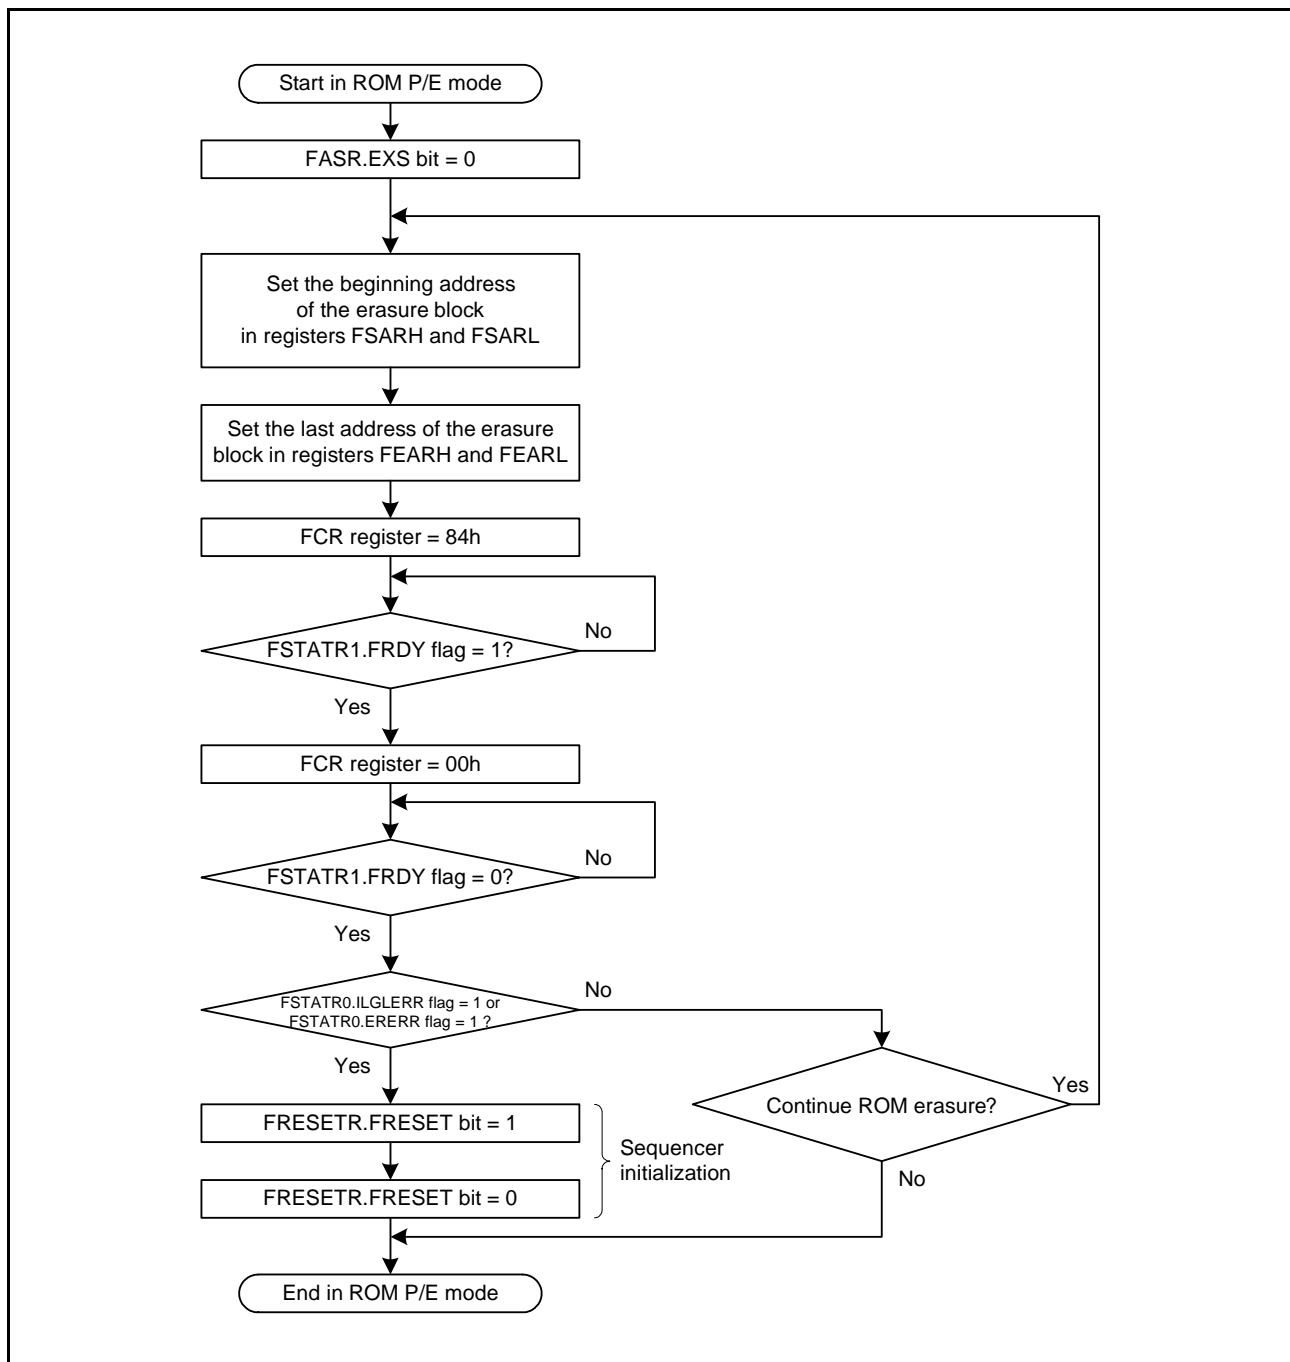 Start in ROM P/E mode
FASR.EXS bit = 0
Set the beginning address
of the erasure block
in registers FSARH and FSARL
Set the last address of the erasure
block in registers FEARH and FEARL
FCR register = 84h
FSTATR1.FRDY flag = 1?
No
Yes
FCR register = 00h
FSTATR1.FRDY flag = 0?
No
Yes
FSTATR0.ILGLERR flag = 1 or
FSTATR0.ERERR flag = 1 ?
No
Yes
Continue ROM erasure?
Yes
No
FRESETR.FRESET bit = 1
FRESETR.FRESET bit = 0
Sequencer
initialization
End in ROM P/E mode